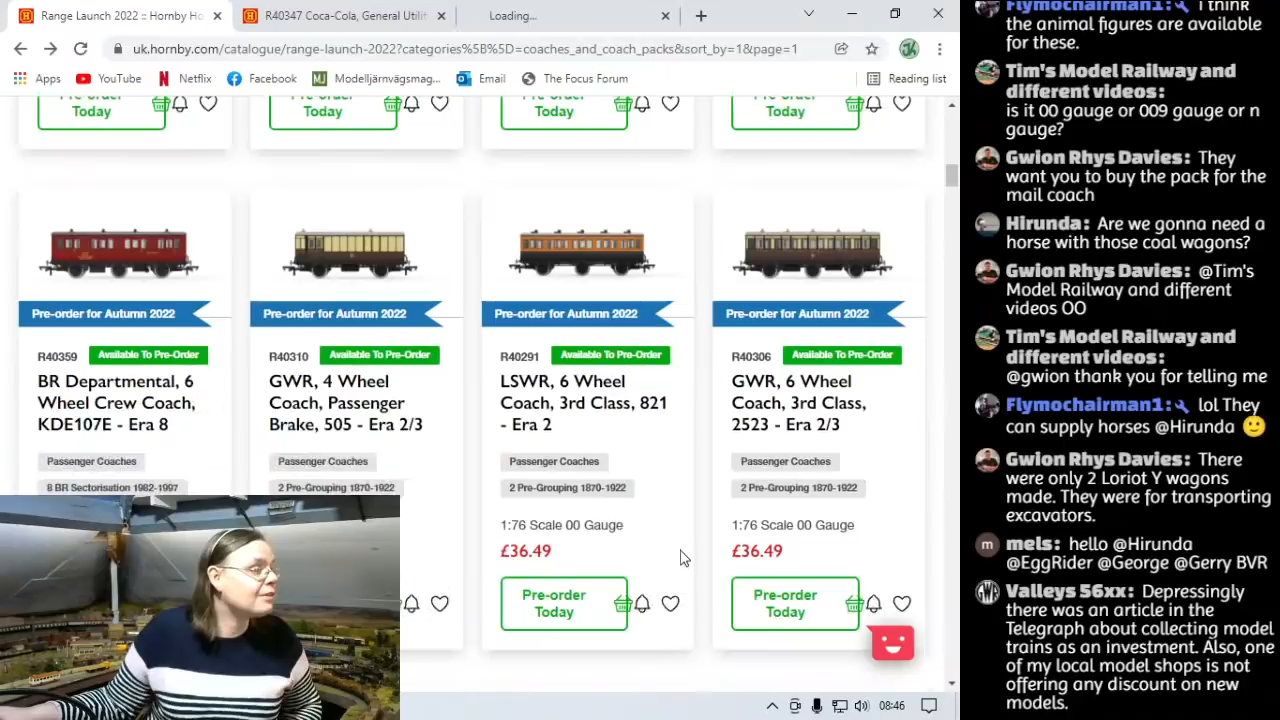 Range Launch 2022 :: Hornby Ho
R40347 Coca-Cola, General Utilit
Loading...
uk.hornby.com/catalogue/range-launch-2022?categories%5B%5D=coaches_and_coach_packs&sort_by=1&page=1
Apps
YouTube
Netflix
Facebook
Modelljärnvägsmag...
Email
The Focus Forum
Reading list
Today
Today
Today
Today
Pre-order for Autumn 2022
Pre-order for Autumn 2022
Pre-order for Autumn 2022
Pre-order for Autumn 2022
R40359 Available To Pre-Order
BR Departmental, 6
Wheel Crew Coach,
KDE107E - Era 8
Passenger Coaches
8 BR Sectorisation 1982-1997
R40310 Available To Pre-Order
GWR, 4 Wheel
Coach, Passenger
Brake, 505 - Era 2/3
Passenger Coaches
2 Pre-Grouping 1870-1922
R40291 Available To Pre-Order
LSWR, 6 Wheel
Coach, 3rd Class, 821
- Era 2
Passenger Coaches
2 Pre-Grouping 1870-1922
1:76 Scale 00 Gauge
£36.49
Pre-order
Today
R40306 Available To Pre-Order
GWR, 6 Wheel
Coach, 3rd Class,
2523 - Era 2/3
Passenger Coaches
2 Pre-Grouping 1870-1922
1:76 Scale 00 Gauge
£36.49
Pre-order
Today
08:46
Flymochairman1: I think
the animal figures are available
for these.
Tim's Model Railway and
different videos:
is it 00 gauge or 009 gauge or n
gauge?
Gwion Rhys Davies: They
want you to buy the pack for the
mail coach
Hirunda: Are we gonna need a
horse with those coal wagons?
Gwion Rhys Davies: @Tim's
Model Railway and different
videos OO
Tim's Model Railway and
different videos:
@gwion thank you for telling me
Flymochairman1: lol They
can supply horses @Hirunda 🙂
Gwion Rhys Davies: There
were only 2 Loriot Y wagons
made. They were for transporting
excavators.
m
mels: hello @Hirunda
@EggRider @George @Gerry BVR
Valleys 56xx: Depressingly
there was an article in the
Telegraph about collecting model
trains as an investment. Also, one
of my local model shops is not
offering any discount on new
models.